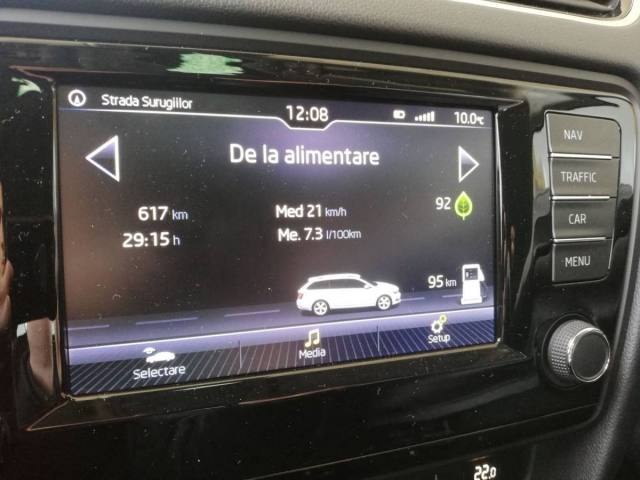 Strada Surugiilor
12:08
10.0°C
De la alimentare
617 km
Med 21 km/h
92
29:15 h
Me. 7.3 l/100km
95 km
Selectare
Media
Setup
NAV
TRAFFIC
CAR
MENU
22.0